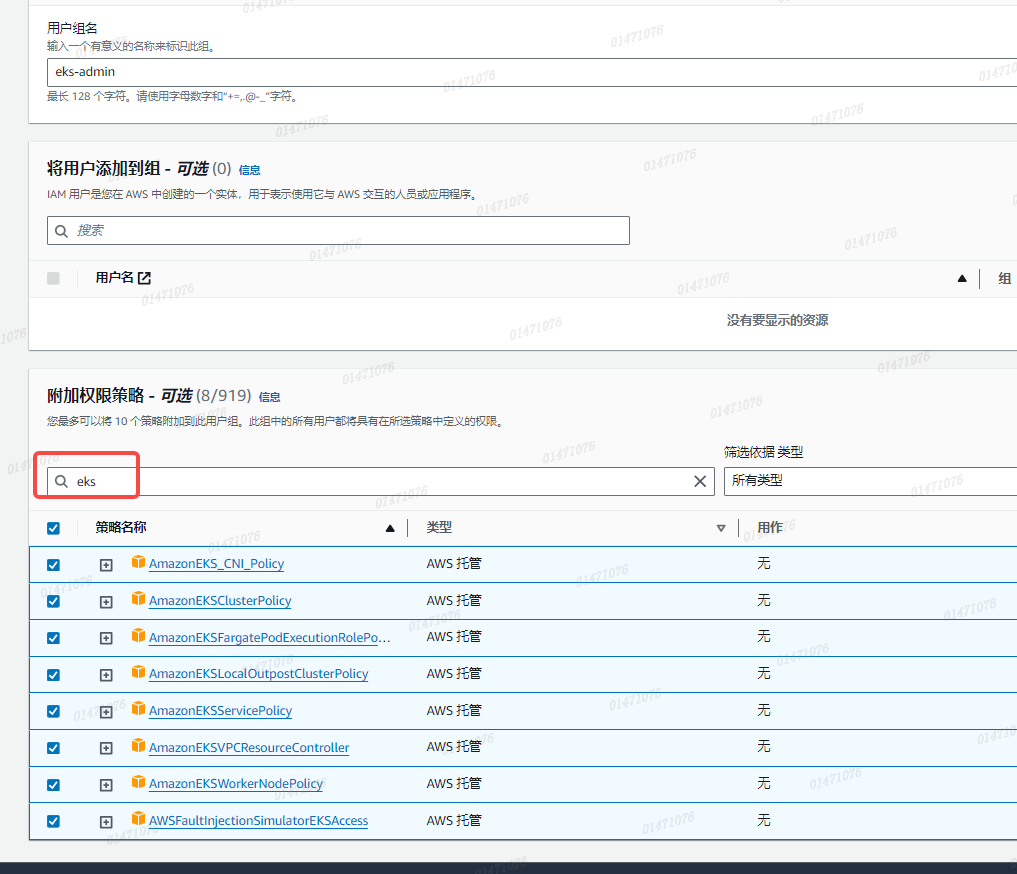 用户组名
输入一个有意义的名称来标识此组。
eks-admin
最长 128 个字符。请使用字母数字和“+=,.@-_”字符。
将用户添加到组 - 可选 (0) 信息
IAM 用户是您在 AWS 中创建的一个实体，用于表示使用它与 AWS 交互的人员或应用程序。
搜索
用户名 组
没有要显示的资源
附加权限策略 - 可选 (8/919) 信息
您最多可以将 10 个策略附加到此用户组。此组中的所有用户都将具有在所选策略中定义的权限。
筛选依据 类型
eks 所有类型
策略名称 类型 用作
AmazonEKS_CNI_Policy AWS 托管 无
AmazonEKSClusterPolicy AWS 托管 无
AmazonEKSFargatePodExecutionRolePo... AWS 托管 无
AmazonEKSLocalOutpostClusterPolicy AWS 托管 无
AmazonEKSServicePolicy AWS 托管 无
AmazonEKSVPCResourceController AWS 托管 无
AmazonEKSWorkerNodePolicy AWS 托管 无
AWSFaultInjectionSimulatorEKSAccess AWS 托管 无
01471076